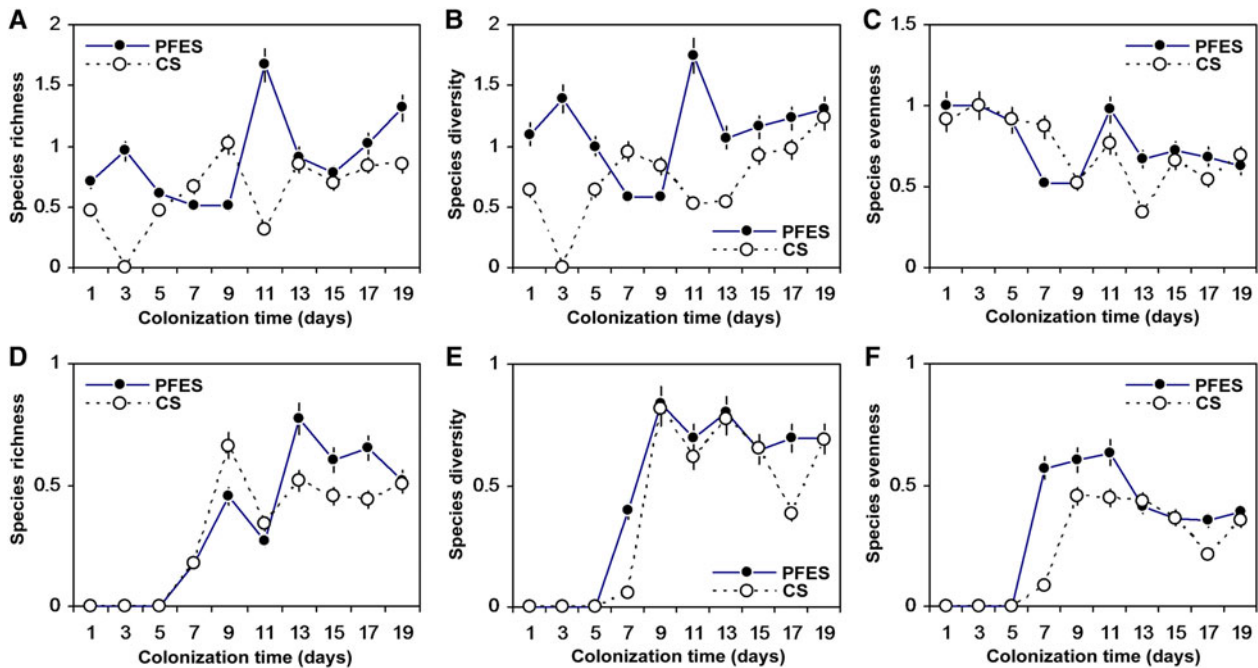 A
Species richness
2
1.5
1
0.5
0
PFES
CS
1 3 5 7 9 11 13 15 17 19
Colonization time (days)
B
Species diversity
2
1.5
1
0.5
0
PFES
CS
1 3 5 7 9 11 13 15 17 19
Colonization time (days)
C
Species evenness
1.5
1
0.5
0
PFES
CS
1 3 5 7 9 11 13 15 17 19
Colonization time (days)
D
Species richness
1
0.5
0
PFES
CS
1 3 5 7 9 11 13 15 17 19
Colonization time (days)
E
Species diversity
1
0.5
0
PFES
CS
1 3 5 7 9 11 13 15 17 19
Colonization time (days)
F
Species evenness
1
0.5
0
PFES
CS
1 3 5 7 9 11 13 15 17 19
Colonization time (days)